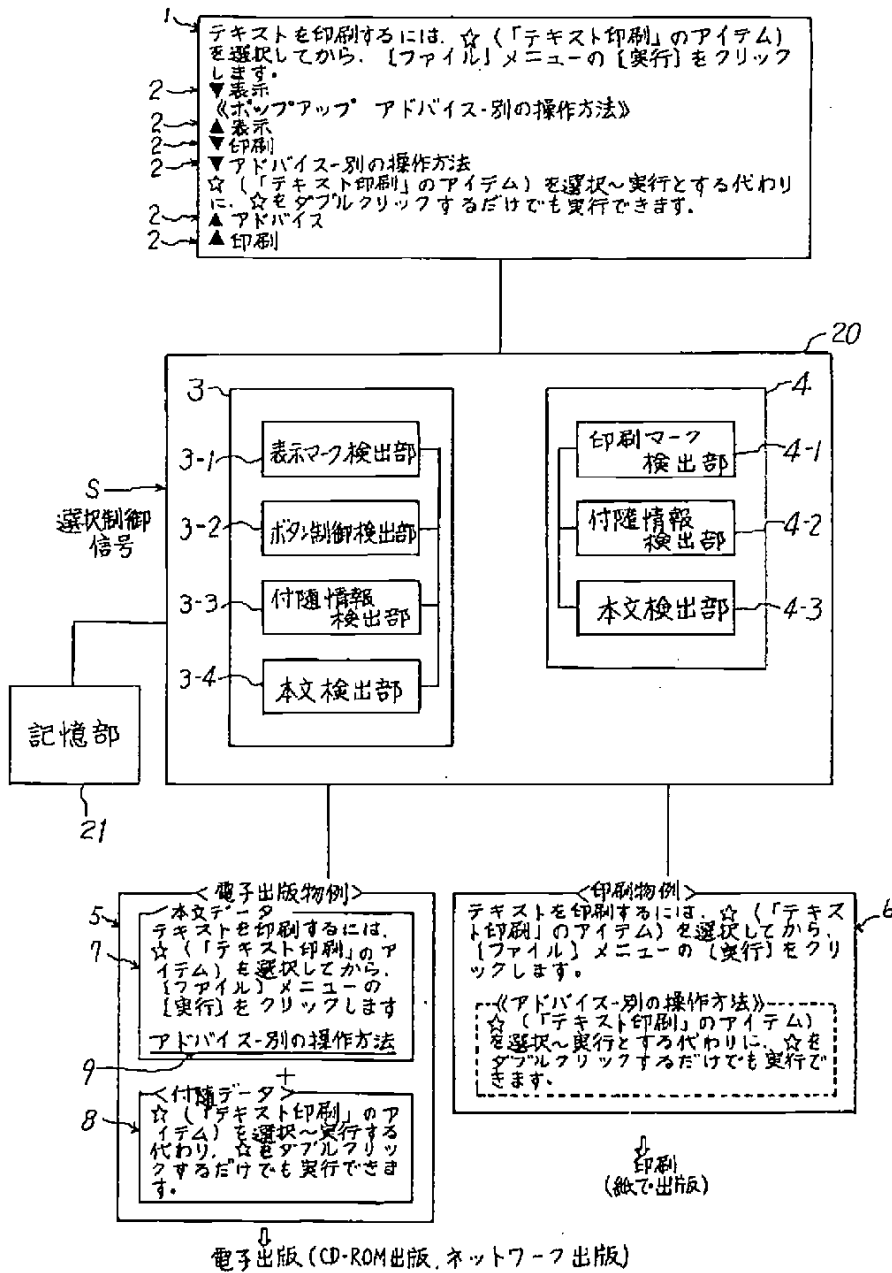 1
テキストを印刷するには、☆(「テキスト印刷」のアイテム)
を選択してから、[ファイル]メニューの[実行]をクリック
します。
2 ▼表示
《ポップアップ アドバイス-別の操作方法》
2 ▲表示
2 ▼印刷
2 ▼アドバイス-別の操作方法
☆(「テキスト印刷」のアイテム)を選択~実行とする代わり
に、☆をダブルクリックするだけでも実行できます。
2 ▲アドバイス
2 ▲印刷
20
3
4
3-1 表示マーク検出部
印刷マーク
検出部 4-1
S
選択制御
信号
3-2 ボタン制御検出部
付随情報
検出部 4-2
3-3 付随情報
検出部
本文検出部 4-3
3-4 本文検出部
記憶部
21
<電子出版物例>
5
本文データ
7
テキストを印刷するには、
☆(「テキスト印刷」のア
イテム)を選択してから、
[ファイル]メニューの
[実行]をクリックします
アドバイス-別の操作方法
9
+
<付随データ>
8
☆(「テキスト印刷」のア
イテム)を選択~実行する
代わり、☆をダブルクリッ
クするだけでも実行できま
す。
電子出版(CD-ROM出版、ネットワーク出版)
<印刷物例>
6
テキストを印刷するには、☆(「テキス
ト印刷」のアイテム)を選択してから、
[ファイル]メニューの[実行]をクリ
ックします。
《アドバイス-別の操作方法》
☆(「テキスト印刷」のアイテム)
を選択~実行とする代わりに、☆を
ダブルクリックするだけでも実行で
きます。
印刷
(紙で出版)